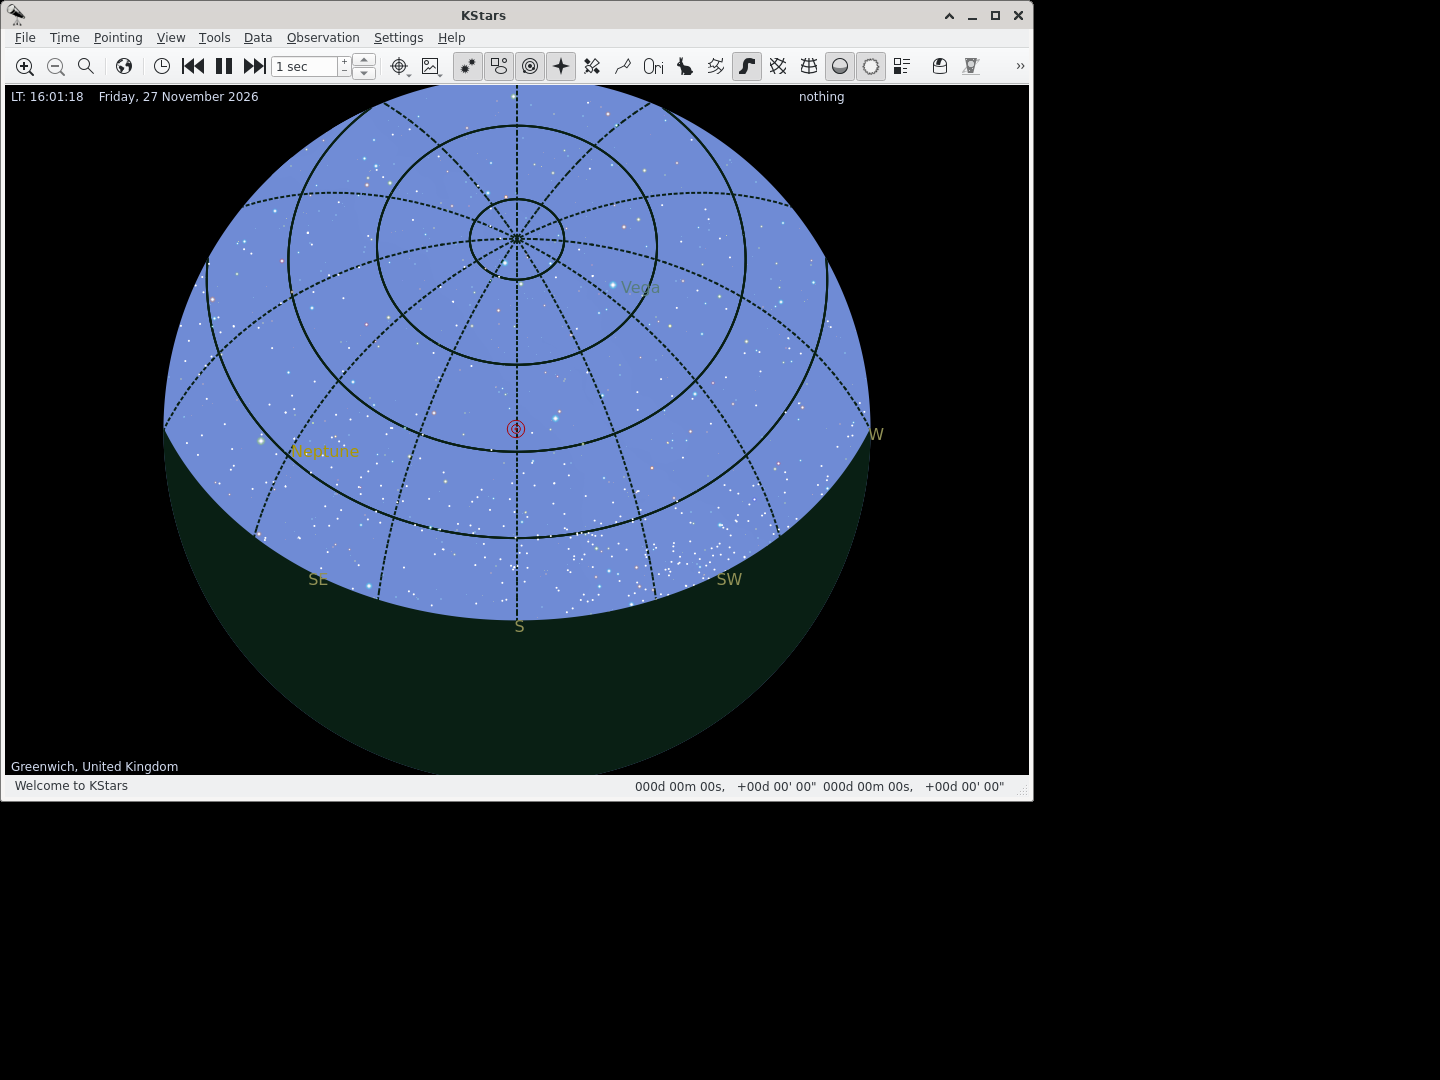 KStars
File Time Pointing View Tools Data Observation Settings Help
1 sec
Ori
LT: 16:01:18 Friday, 27 November 2026
nothing
Vega
W
Neptune
SE
SW
S
Greenwich, United Kingdom
Welcome to KStars
000d 00m 00s, +00d 00' 00" 000d 00m 00s, +00d 00' 00"